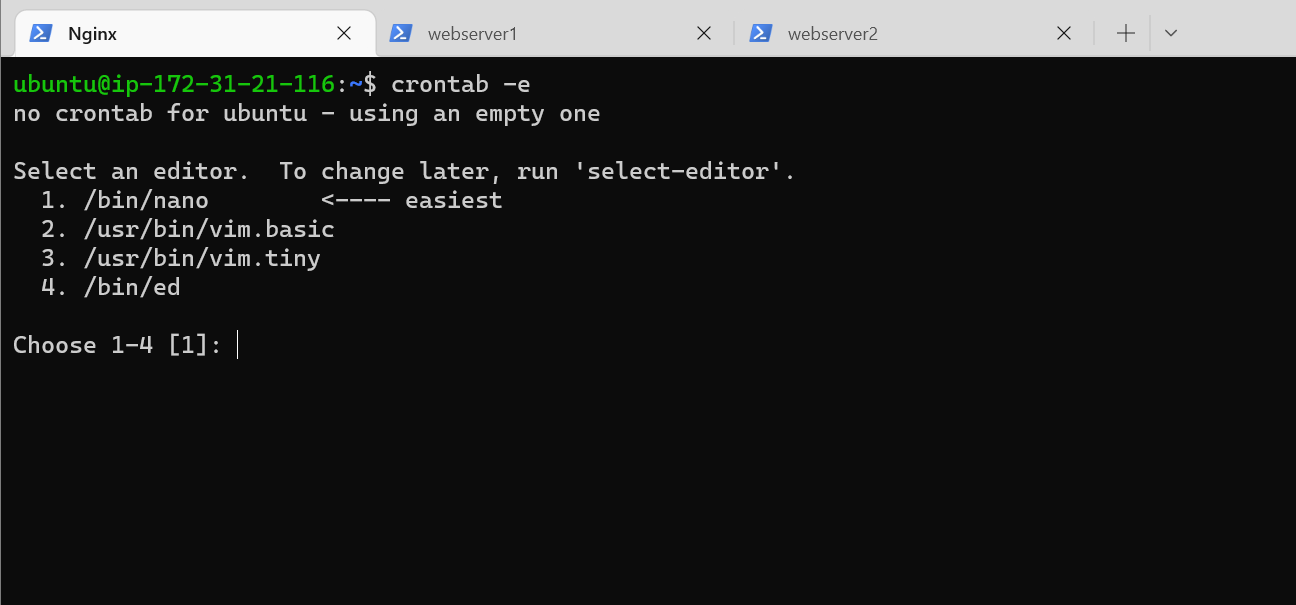 Nginx webserver1 webserver2
ubuntu@ip-172-31-21-116:~$ crontab -e
no crontab for ubuntu - using an empty one
Select an editor.  To change later, run 'select-editor'.
  1. /bin/nano        <---- easiest
  2. /usr/bin/vim.basic
  3. /usr/bin/vim.tiny
  4. /bin/ed
Choose 1-4 [1]: